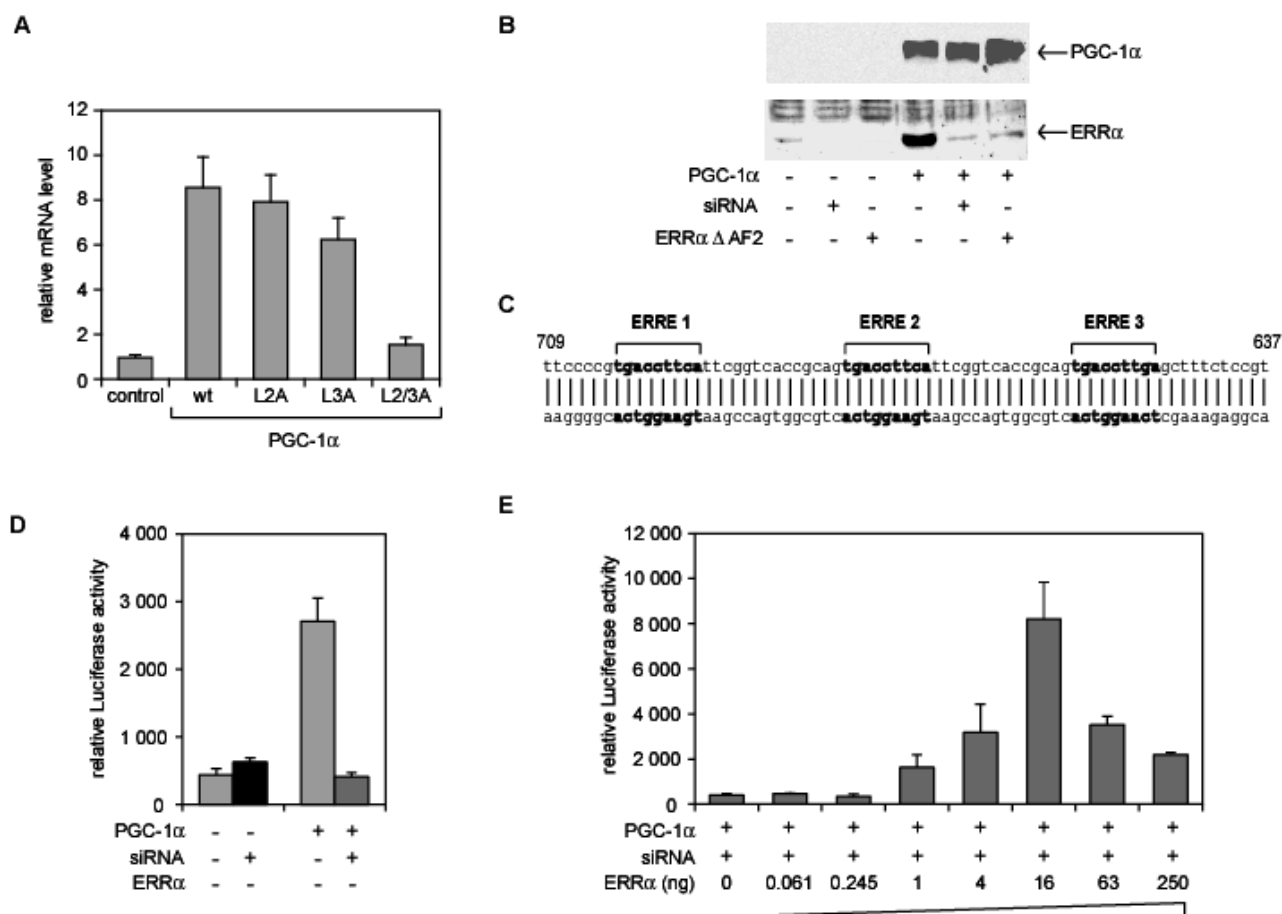 A
relative mRNA level
12
10
8
6
4
2
0
control wt L2A L3A L2/3A
PGC-1α
B
PGC-1α
ERRα
PGC-1α - - - + + +
siRNA - + - - + -
ERRα Δ AF2 - - + - - +
C
ERRE 1 ERRE 2 ERRE 3
709 637
ttccccgtgaccttcattcggtcaccgcagtgaccttcattcggtcaccgcagtgaccttgagctttctccgt
aaggggcactggaagtaagccagtggcgtcactggaagtaagccagtggcgtcactggaactcgaaagaggca
D
relative Luciferase activity
4 000
3 000
2 000
1 000
0
PGC-1α - - + +
siRNA - + - +
ERRα - - - -
E
relative Luciferase activity
12 000
10 000
8 000
6 000
4 000
2 000
0
PGC-1α + + + + + + + +
siRNA + + + + + + + +
ERRα (ng) 0 0.061 0.245 1 4 16 63 250